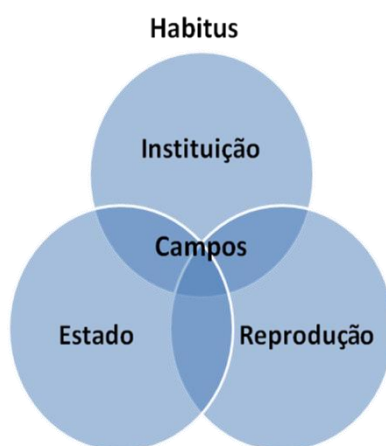 Habitus
Instituição
Campos
Estado
Reprodução